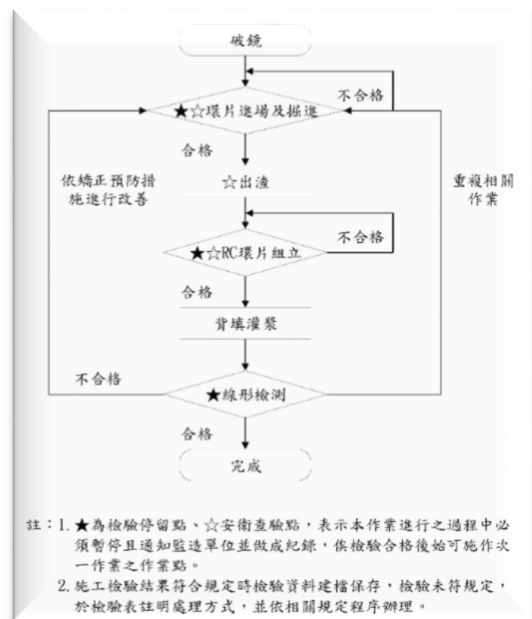 破鏡
不合格
★☆環片進場及掘進
合格
依矯正預防措
施進行改善
☆出渣
重複相關
作業
不合格
★☆RC環片組立
合格
背填灌漿
不合格
★線形檢測
合格
完成
註：1.★為檢驗停留點、☆安衛查驗點，表示本作業進行之過程中必
須暫停且通知監造單位並做成紀錄，俟檢驗合格後始可施作次
一作業之作業點。
2.施工檢驗結果符合規定時檢驗資料建檔保存，檢驗未符規定，
於檢驗表註明處理方式，並依相關規定程序辦理。